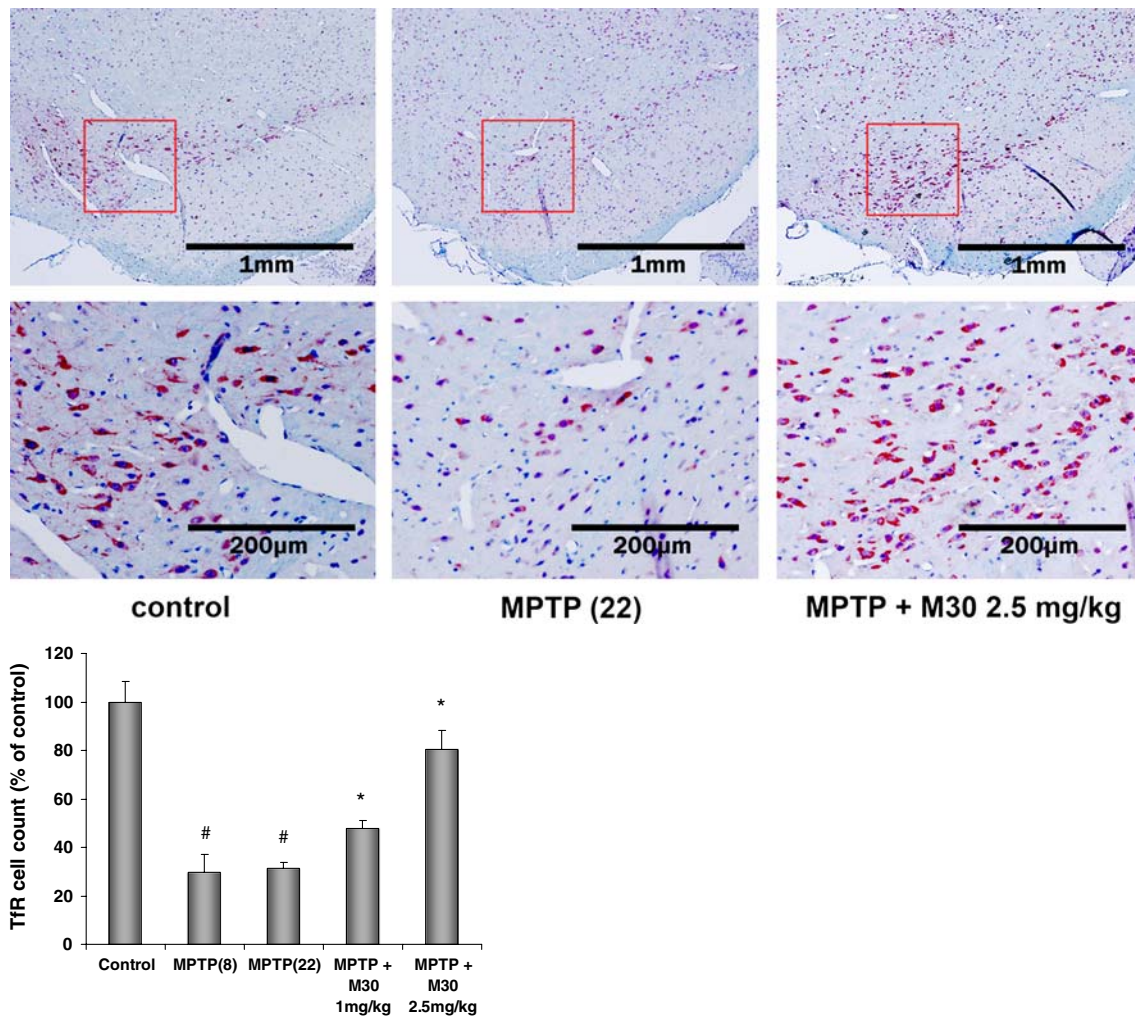 1mm
1mm
1mm
200µm
200µm
200µm
control
MPTP (22)
MPTP + M30 2.5 mg/kg
TfR cell count (% of control)
120
100
80
60
40
20
0
#
#
*
*
Control
MPTP(8)
MPTP(22)
MPTP +
M30
1mg/kg
MPTP +
M30
2.5mg/kg